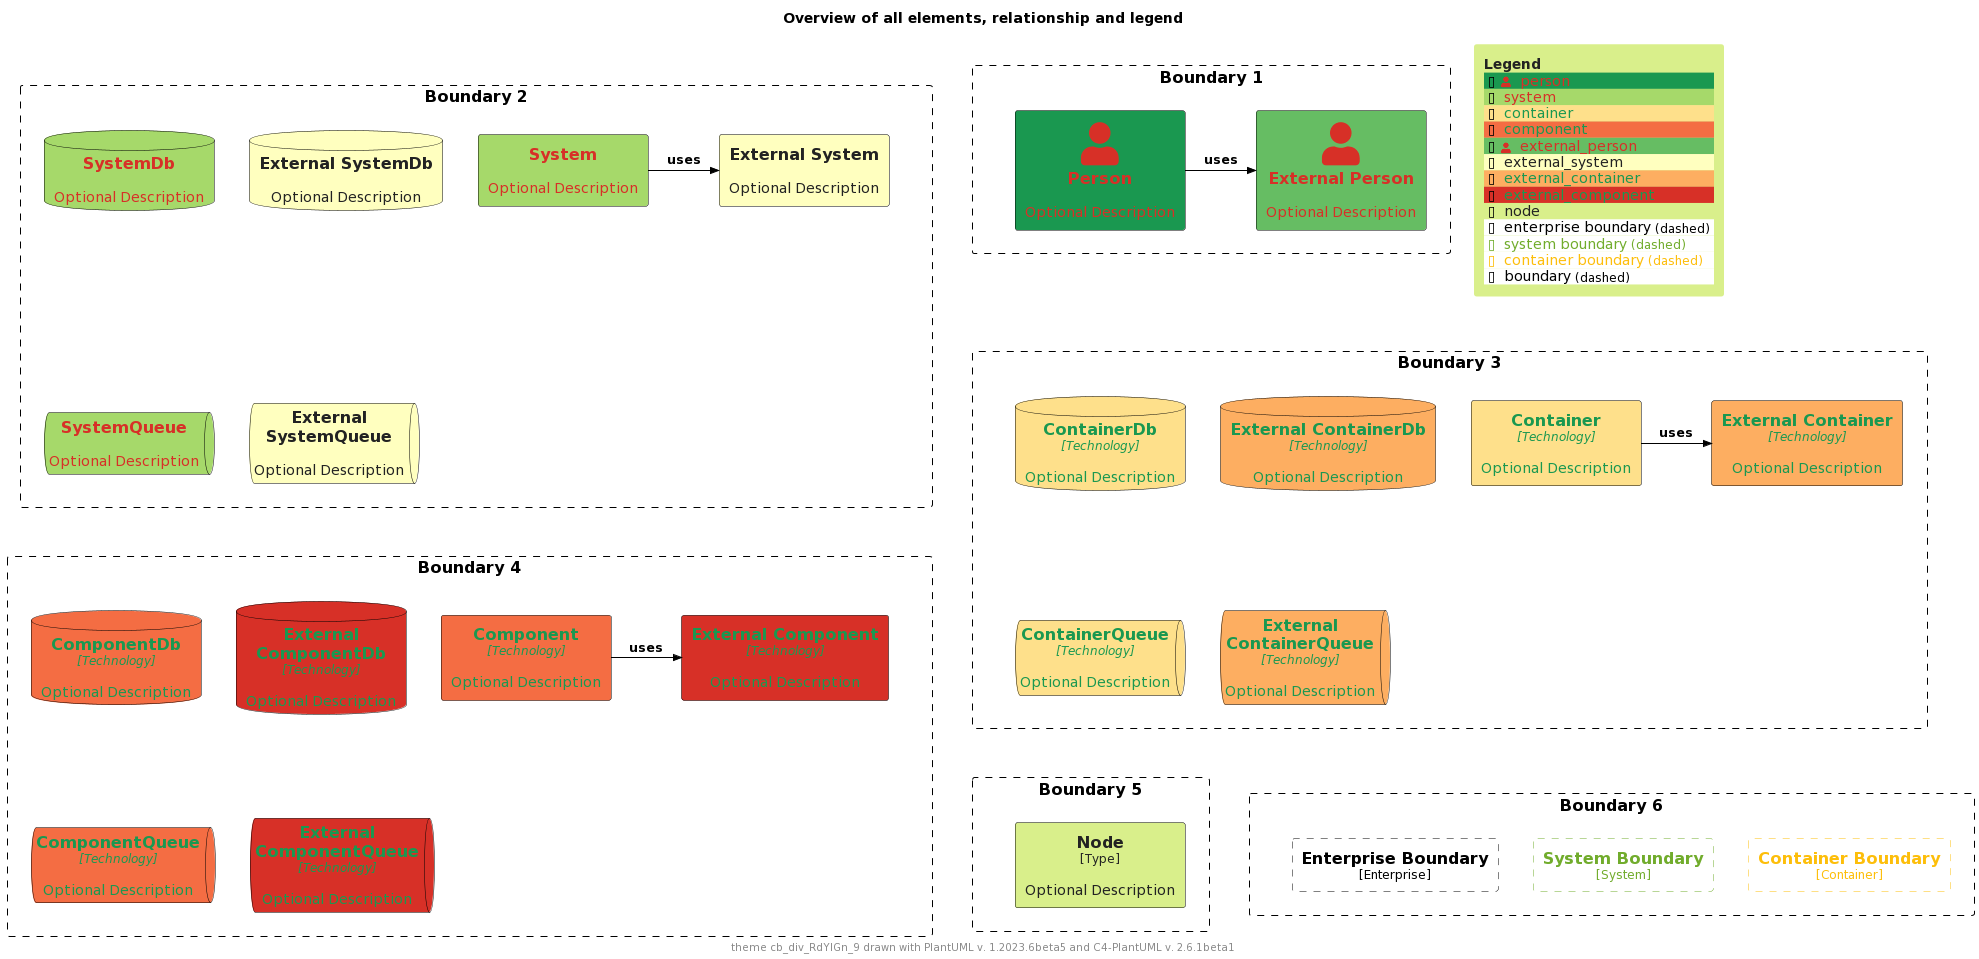 Overview of all elements, relationship and legend
Boundary 2
SystemDb
Optional Description
External SystemDb
Optional Description
System
Optional Description
uses
External System
Optional Description
SystemQueue
Optional Description
External
SystemQueue
Optional Description
Boundary 1
Person
Optional Description
uses
External Person
Optional Description
Legend
person
system
container
component
external_person
external_system
external_container
external_component
node
enterprise boundary (dashed)
system boundary (dashed)
container boundary (dashed)
boundary (dashed)
Boundary 3
ContainerDb
[Technology]
Optional Description
External ContainerDb
[Technology]
Optional Description
Container
[Technology]
Optional Description
uses
External Container
[Technology]
Optional Description
ContainerQueue
[Technology]
Optional Description
External
ContainerQueue
[Technology]
Optional Description
Boundary 4
ComponentDb
[Technology]
Optional Description
External
ComponentDb
[Technology]
Optional Description
Component
[Technology]
Optional Description
uses
External Component
[Technology]
Optional Description
ComponentQueue
[Technology]
Optional Description
External
ComponentQueue
[Technology]
Optional Description
Boundary 5
Node
[Type]
Optional Description
Boundary 6
Enterprise Boundary
[Enterprise]
System Boundary
[System]
Container Boundary
[Container]
theme cb_div_RdYlGn_9 drawn with PlantUML v. 1.2023.6beta5 and C4-PlantUML v. 2.6.1beta1